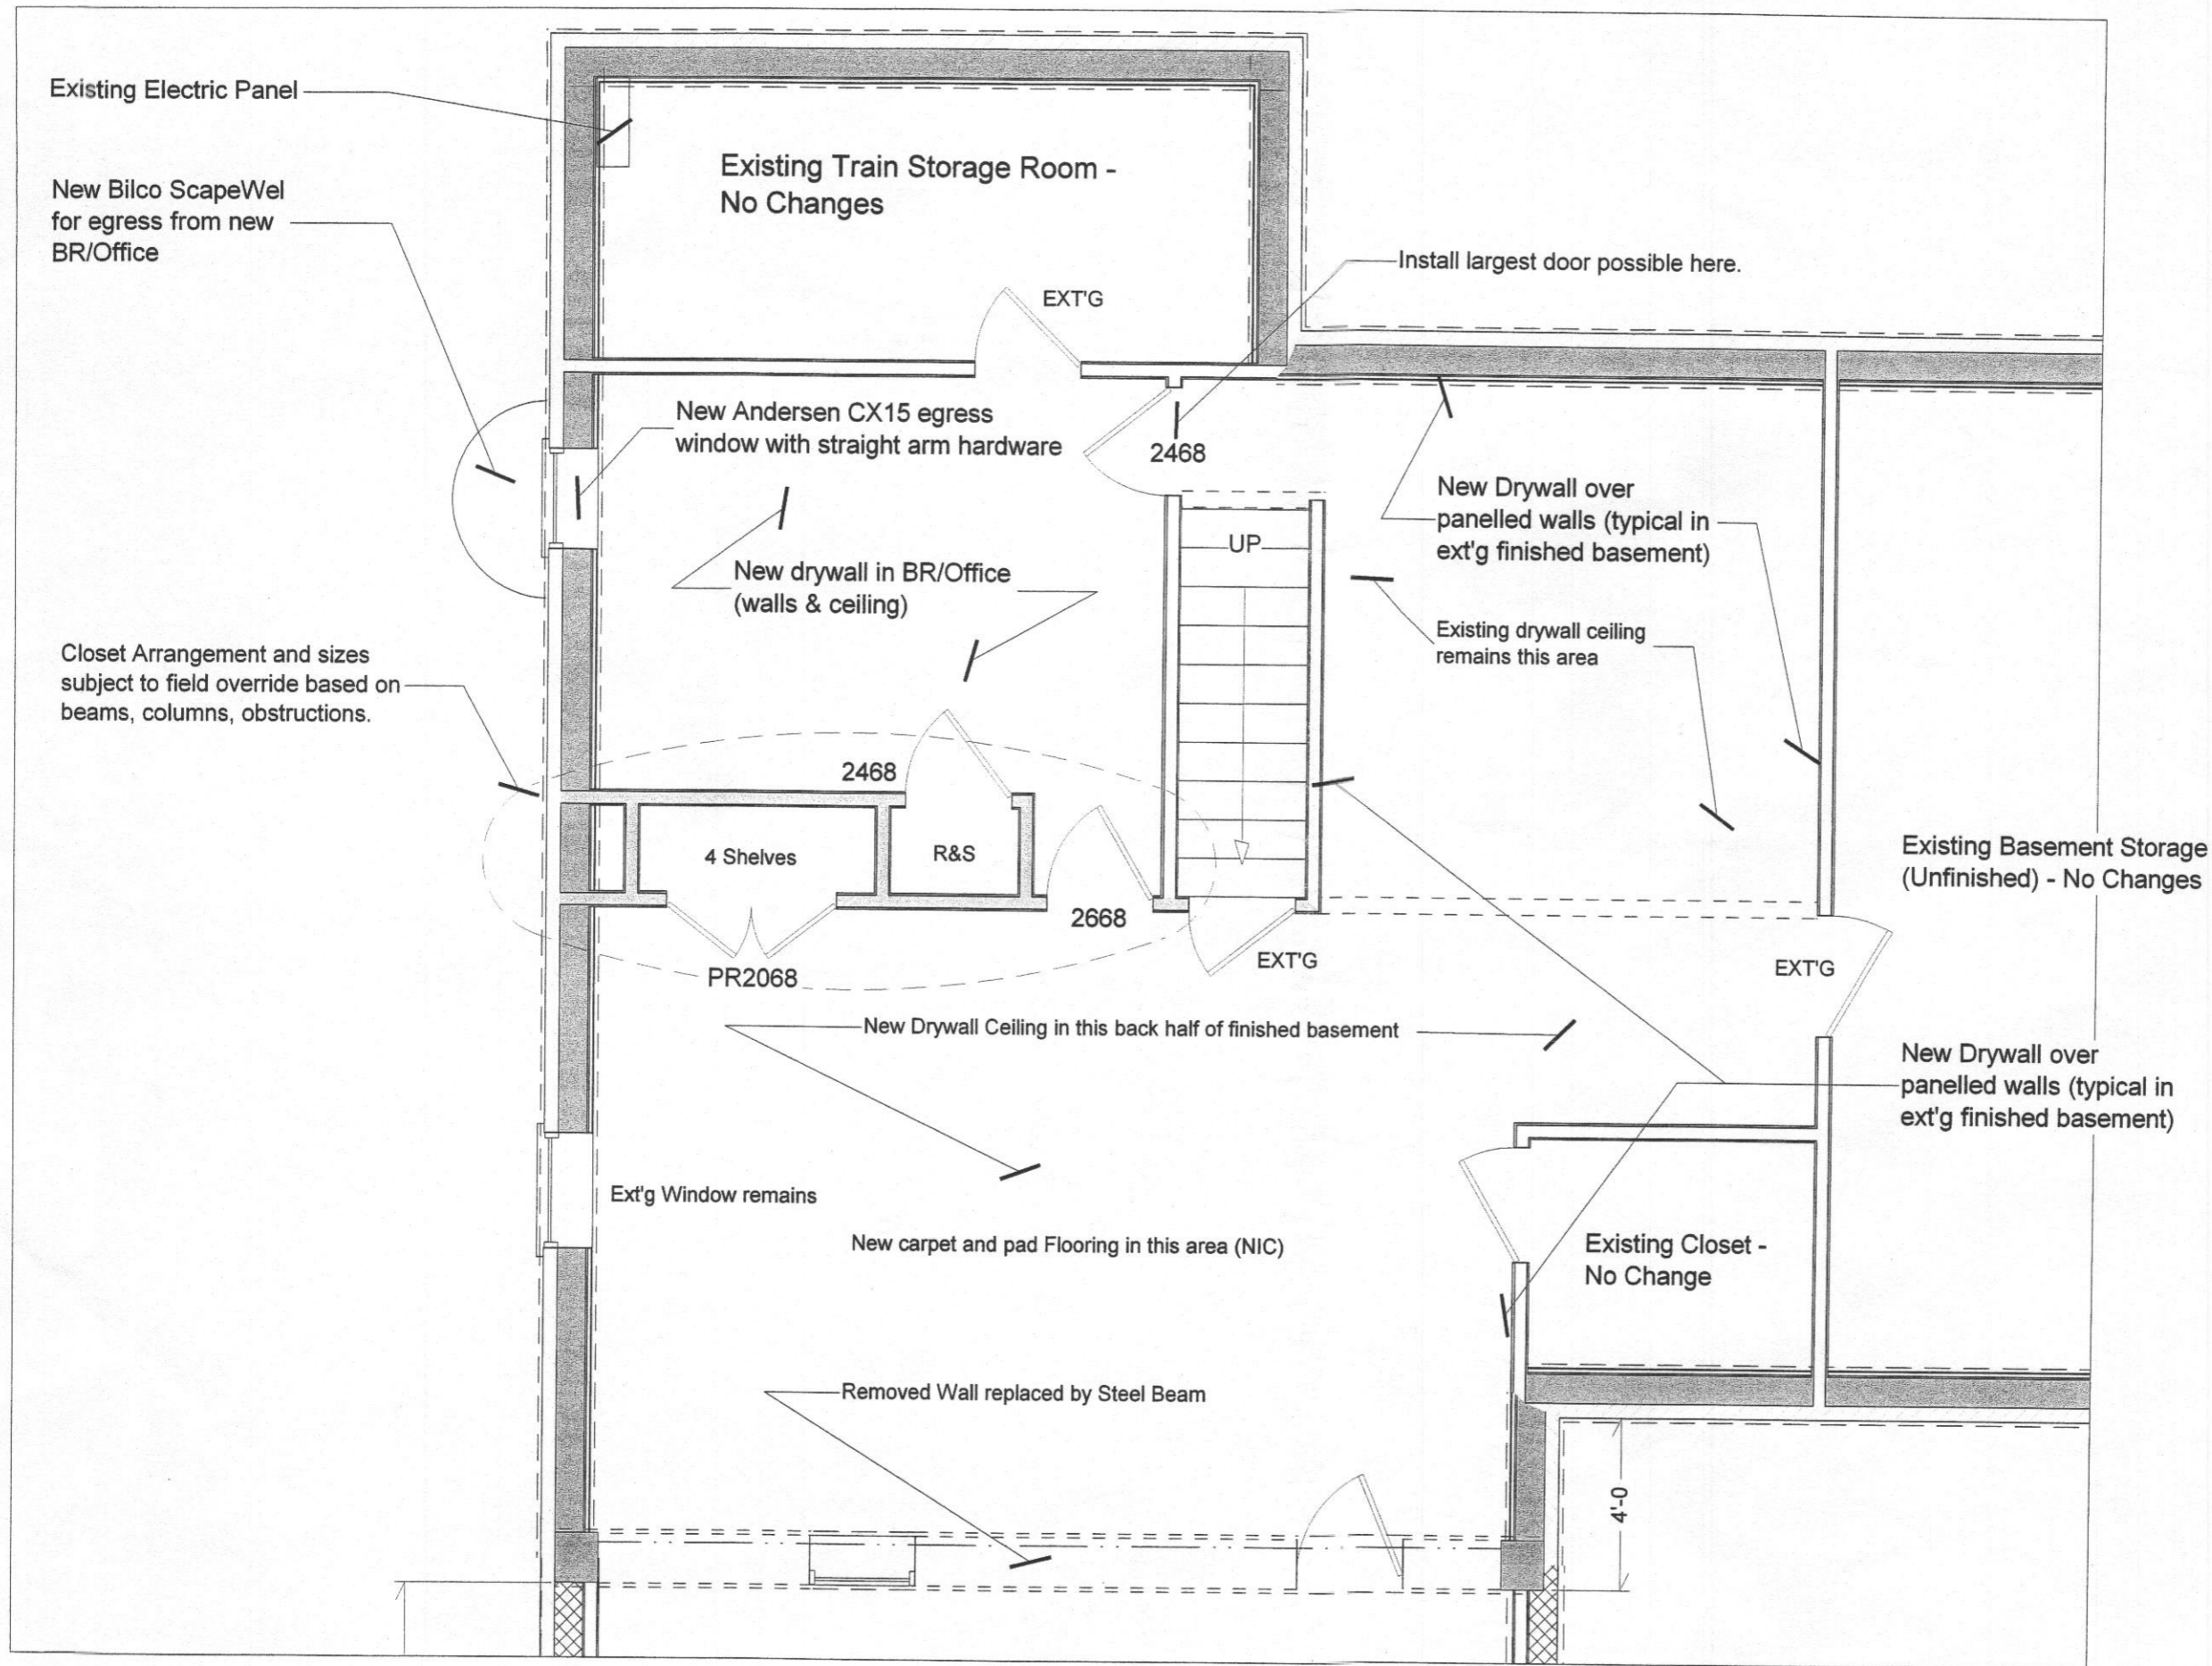 Existing Electric Panel
New Bilco ScapeWel
for egress from new
BR/Office
Existing Train Storage Room -
No Changes
EXT'G
Install largest door possible here.
New Andersen CX15 egress
window with straight arm hardware
2468
New Drywall over
panelled walls (typical in
ext'g finished basement)
UP
New drywall in BR/Office
(walls & ceiling)
Existing drywall ceiling
remains this area
Closet Arrangement and sizes
subject to field override based on
beams, columns, obstructions.
2468
4 Shelves
R&S
Existing Basement Storage
(Unfinished) - No Changes
2668
EXT'G
EXT'G
PR2068
New Drywall Ceiling in this back half of finished basement
New Drywall over
panelled walls (typical in
ext'g finished basement)
Ext'g Window remains
New carpet and pad Flooring in this area (NIC)
Existing Closet -
No Change
Removed Wall replaced by Steel Beam
4'-0